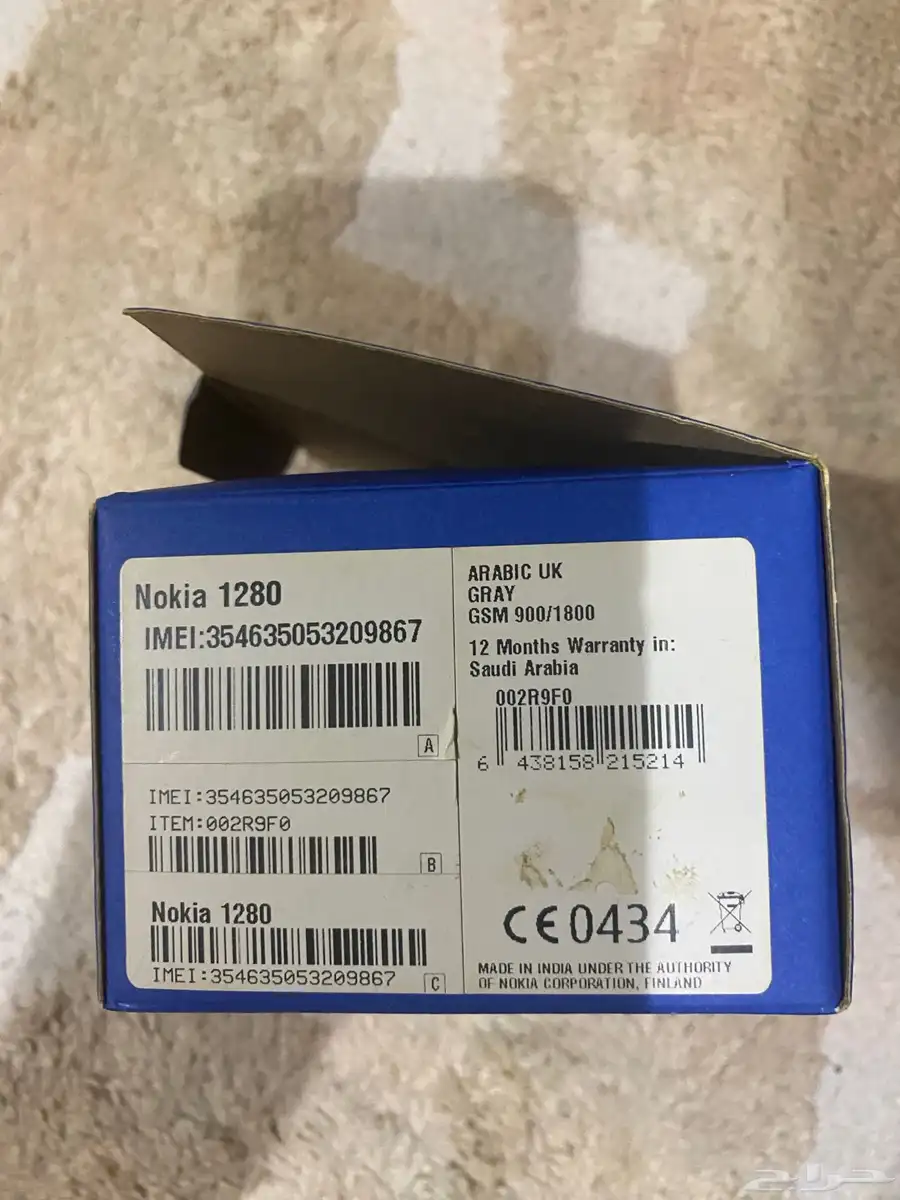 Nokia 1280
IMEI:354635053209867
A
IMEI:354635053209867
ITEM:002R9F0
B
Nokia 1280
IMEI:354635053209867
C
ARABIC UK
GRAY
GSM 900/1800
12 Months Warranty in:
Saudi Arabia
002R9F0
6 438158 215214
CE0434
MADE IN INDIA UNDER THE AUTHORITY
OF NOKIA CORPORATION, FINLAND
حراج